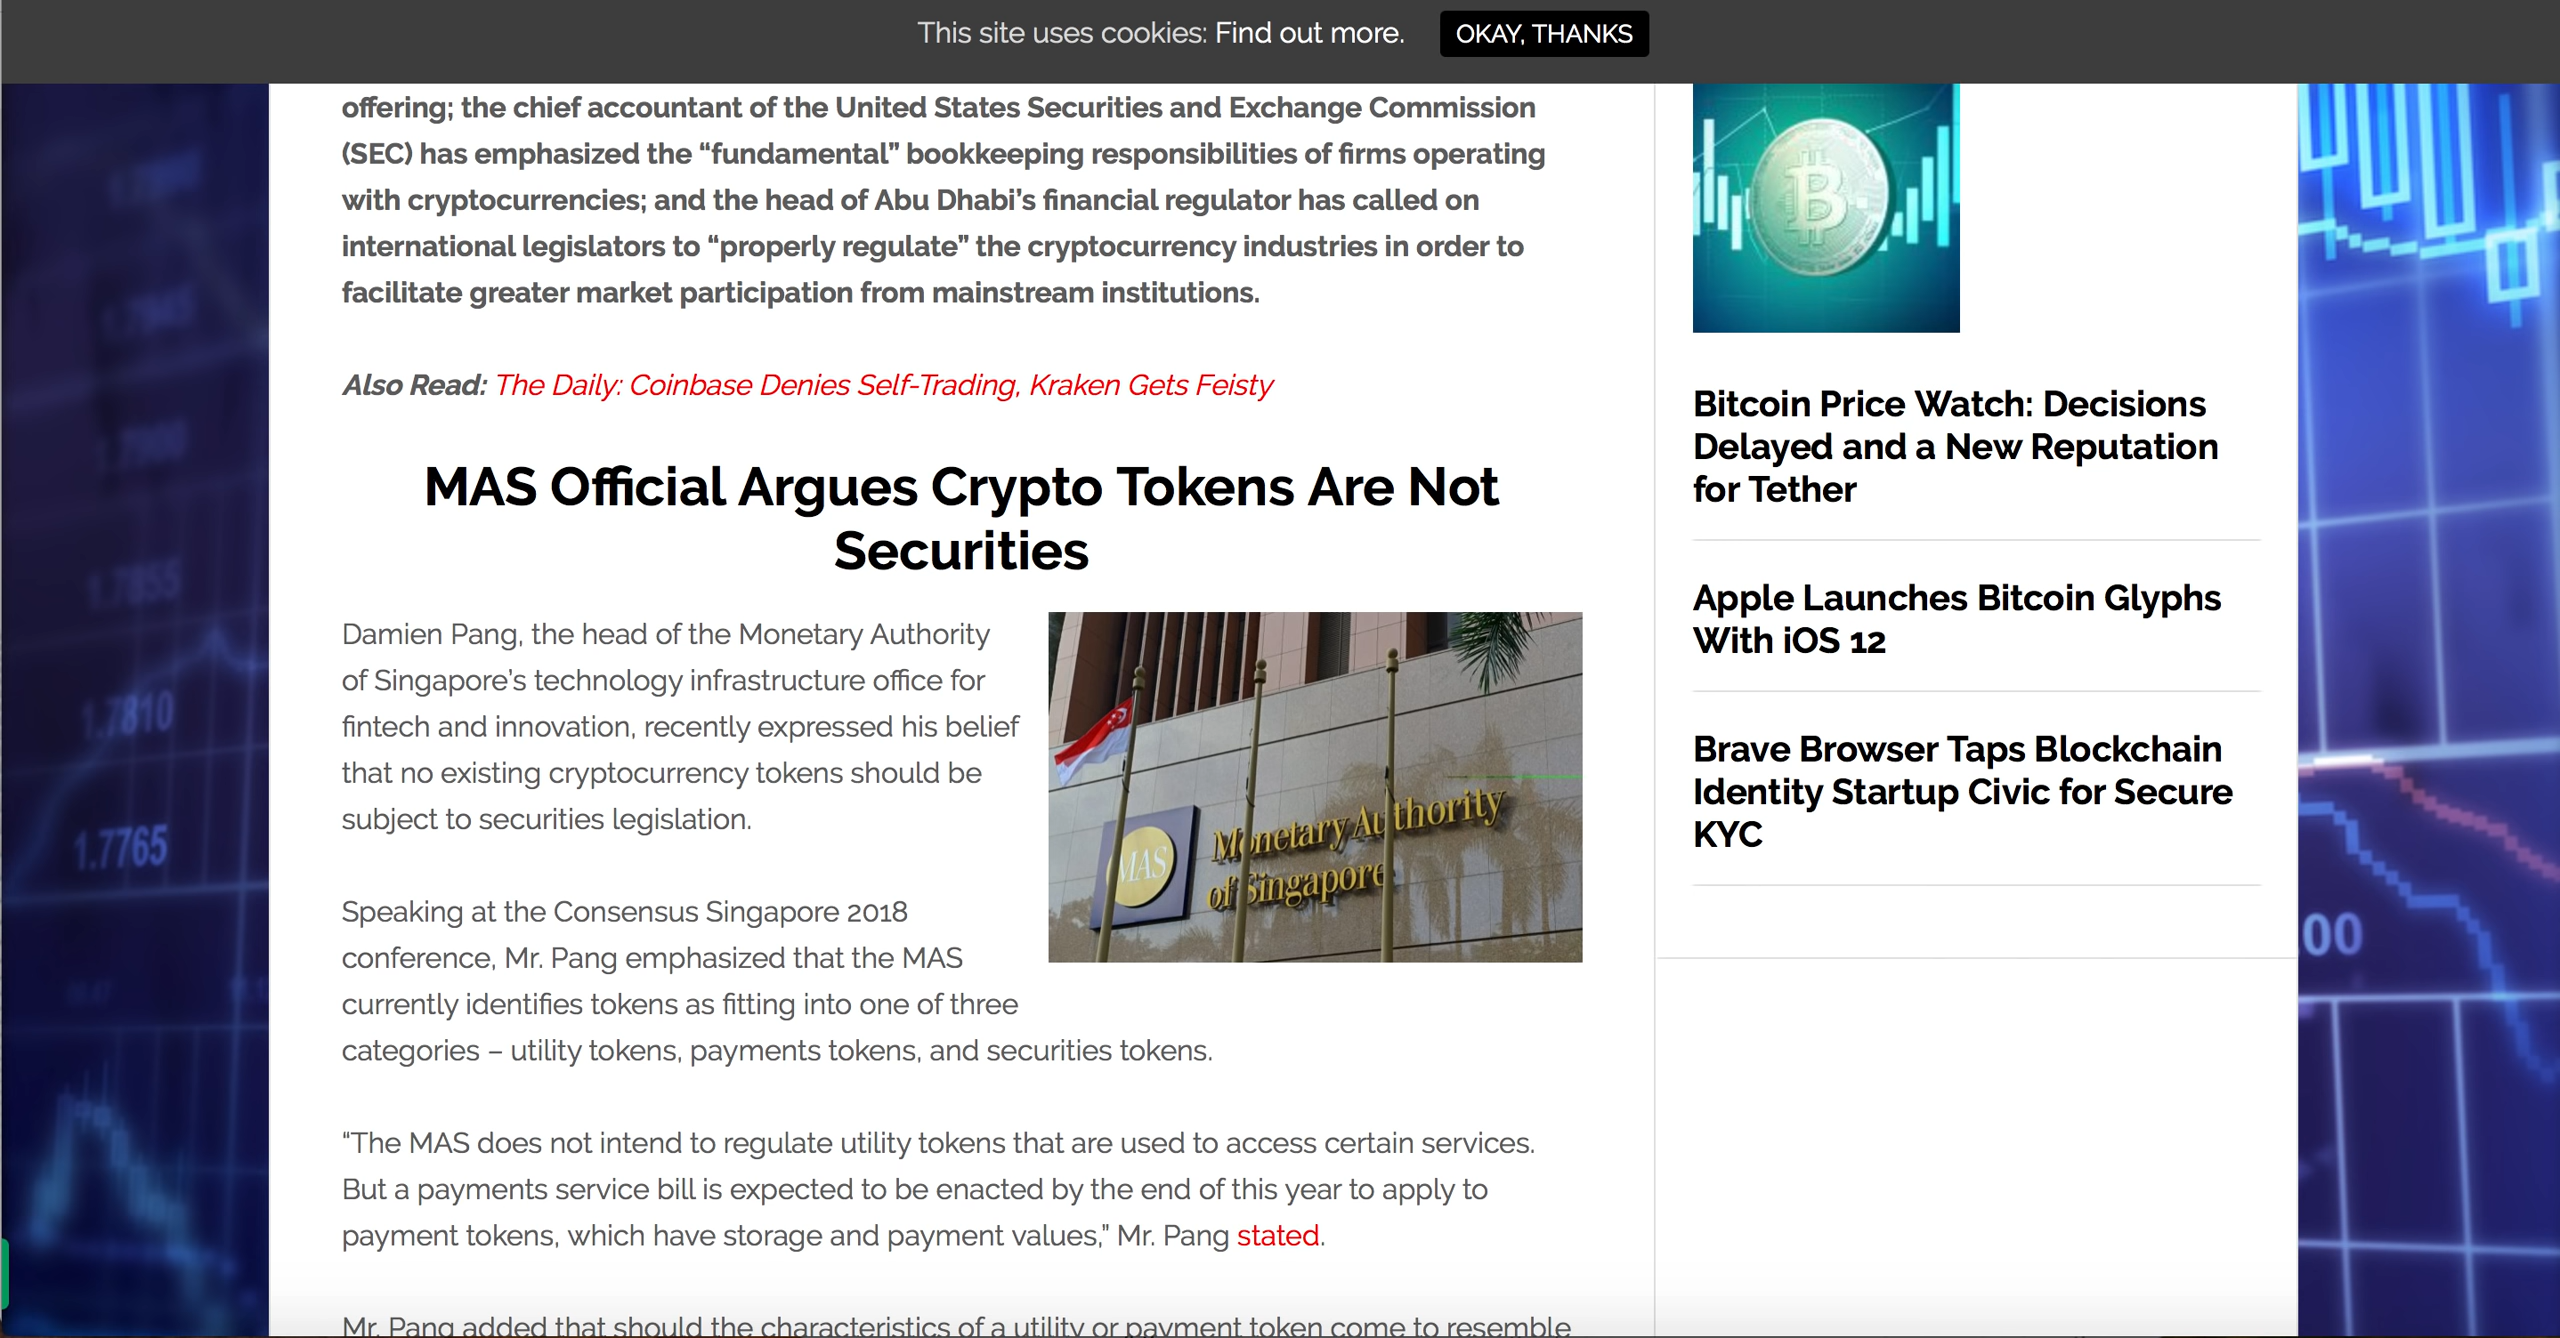 This site uses cookies: Find out more.
OKAY, THANKS
offering; the chief accountant of the United States Securities and Exchange Commission
(SEC) has emphasized the “fundamental” bookkeeping responsibilities of firms operating
with cryptocurrencies; and the head of Abu Dhabi’s financial regulator has called on
international legislators to “properly regulate” the cryptocurrency industries in order to
facilitate greater market participation from mainstream institutions.
Also Read: The Daily: Coinbase Denies Self-Trading, Kraken Gets Feisty
MAS Official Argues Crypto Tokens Are Not
Securities
Damien Pang, the head of the Monetary Authority
of Singapore’s technology infrastructure office for
fintech and innovation, recently expressed his belief
that no existing cryptocurrency tokens should be
subject to securities legislation.
MAS
Monetary Authority
of Singapore
Speaking at the Consensus Singapore 2018
conference, Mr. Pang emphasized that the MAS
currently identifies tokens as fitting into one of three
categories – utility tokens, payments tokens, and securities tokens.
“The MAS does not intend to regulate utility tokens that are used to access certain services.
But a payments service bill is expected to be enacted by the end of this year to apply to
payment tokens, which have storage and payment values,” Mr. Pang stated.
Mr. Pang added that should the characteristics of a utility or payment token come to resemble
Bitcoin Price Watch: Decisions
Delayed and a New Reputation
for Tether
Apple Launches Bitcoin Glyphs
With iOS 12
Brave Browser Taps Blockchain
Identity Startup Civic for Secure
KYC
1.7855
1.7810
1.7765
.00